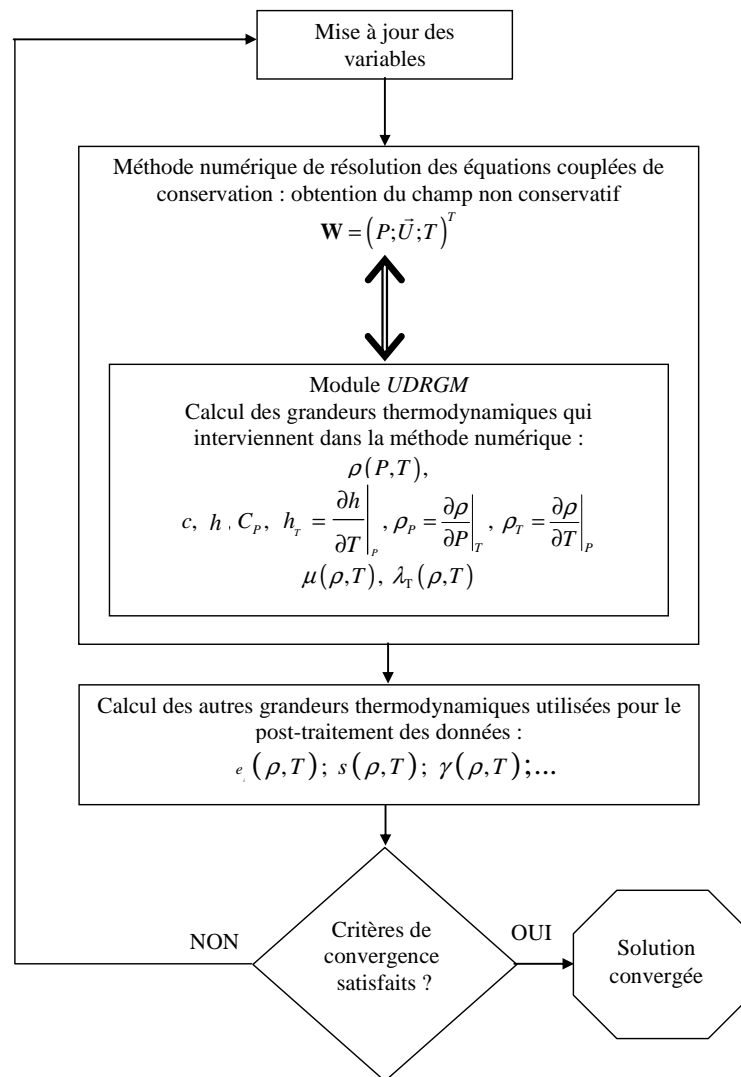 Mise à jour des
variables
Méthode numérique de résolution des équations couplées de
conservation : obtention du champ non conservatif
W = (P;U⃗;T)^T
Module UDRGM
Calcul des grandeurs thermodynamiques qui
interviennent dans la méthode numérique :
ρ(P,T),
c, h , C_P, h_T = ∂h/∂T|_P , ρ_P = ∂ρ/∂P|_T , ρ_T = ∂ρ/∂T|_P
μ(ρ,T), λ_T(ρ,T)
Calcul des autres grandeurs thermodynamiques utilisées pour le
post-traitement des données :
e_i(ρ,T); s(ρ,T); γ(ρ,T);...
NON
Critères de
convergence
satisfaits ?
OUI
Solution
convergée